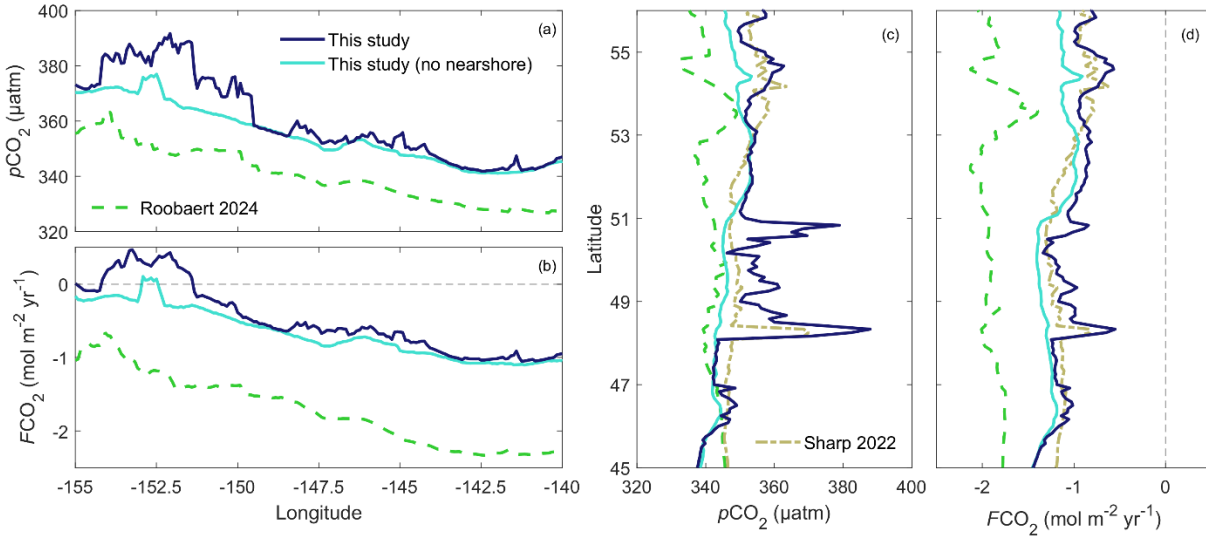 (a)
This study
This study (no nearshore)
400
380
360
340
320
pCO₂ (µatm)
Roobaert 2024
(b)
0
-1
-2
FCO₂ (mol m⁻² yr⁻¹)
-155 -152.5 -150 -147.5 -145 -142.5 -140
Longitude
(c)
55
53
51
49
47
45
Latitude
Sharp 2022
320 340 360 380 400
pCO₂ (µatm)
(d)
-2 -1 0
FCO₂ (mol m⁻² yr⁻¹)